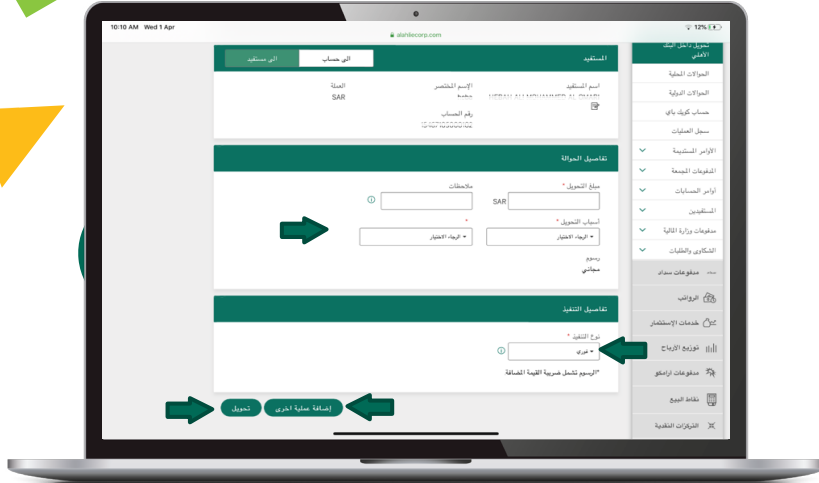 10:10 AM Wed 1 Apr
12%
alahliecorp.com
تحويل داخل البنك
الأهلي
الحوالات المحلية
الحوالات الدولية
حساب كويك باي
سجل العمليات
الأوامر المستديمة
المدفوعات المجمعة
أوامر الحسابات
المستفيدين
مدفوعات وزارة المالية
الشكاوى والطلبات
مدفوعات سداد
الرواتب
خدمات الإستثمار
توزيع الأرباح
مدفوعات ارامكو
نقاط البيع
المستفيد
الى حساب
الى مستفيد
اسم المستفيد
الإسم المختصر
العملة
SAR
رقم الحساب
تفاصيل الحوالة
مبلغ التحويل *
ملاحظات
SAR
أسباب التحويل *
*
الرجاء الاختيار
الرجاء الاختيار
رسوم
مجاني
تفاصيل التنفيذ
نوع التنفيذ *
فوري
*الرسوم تشمل ضريبة القيمة المضافة
إضافة عملية اخرى
تحويل